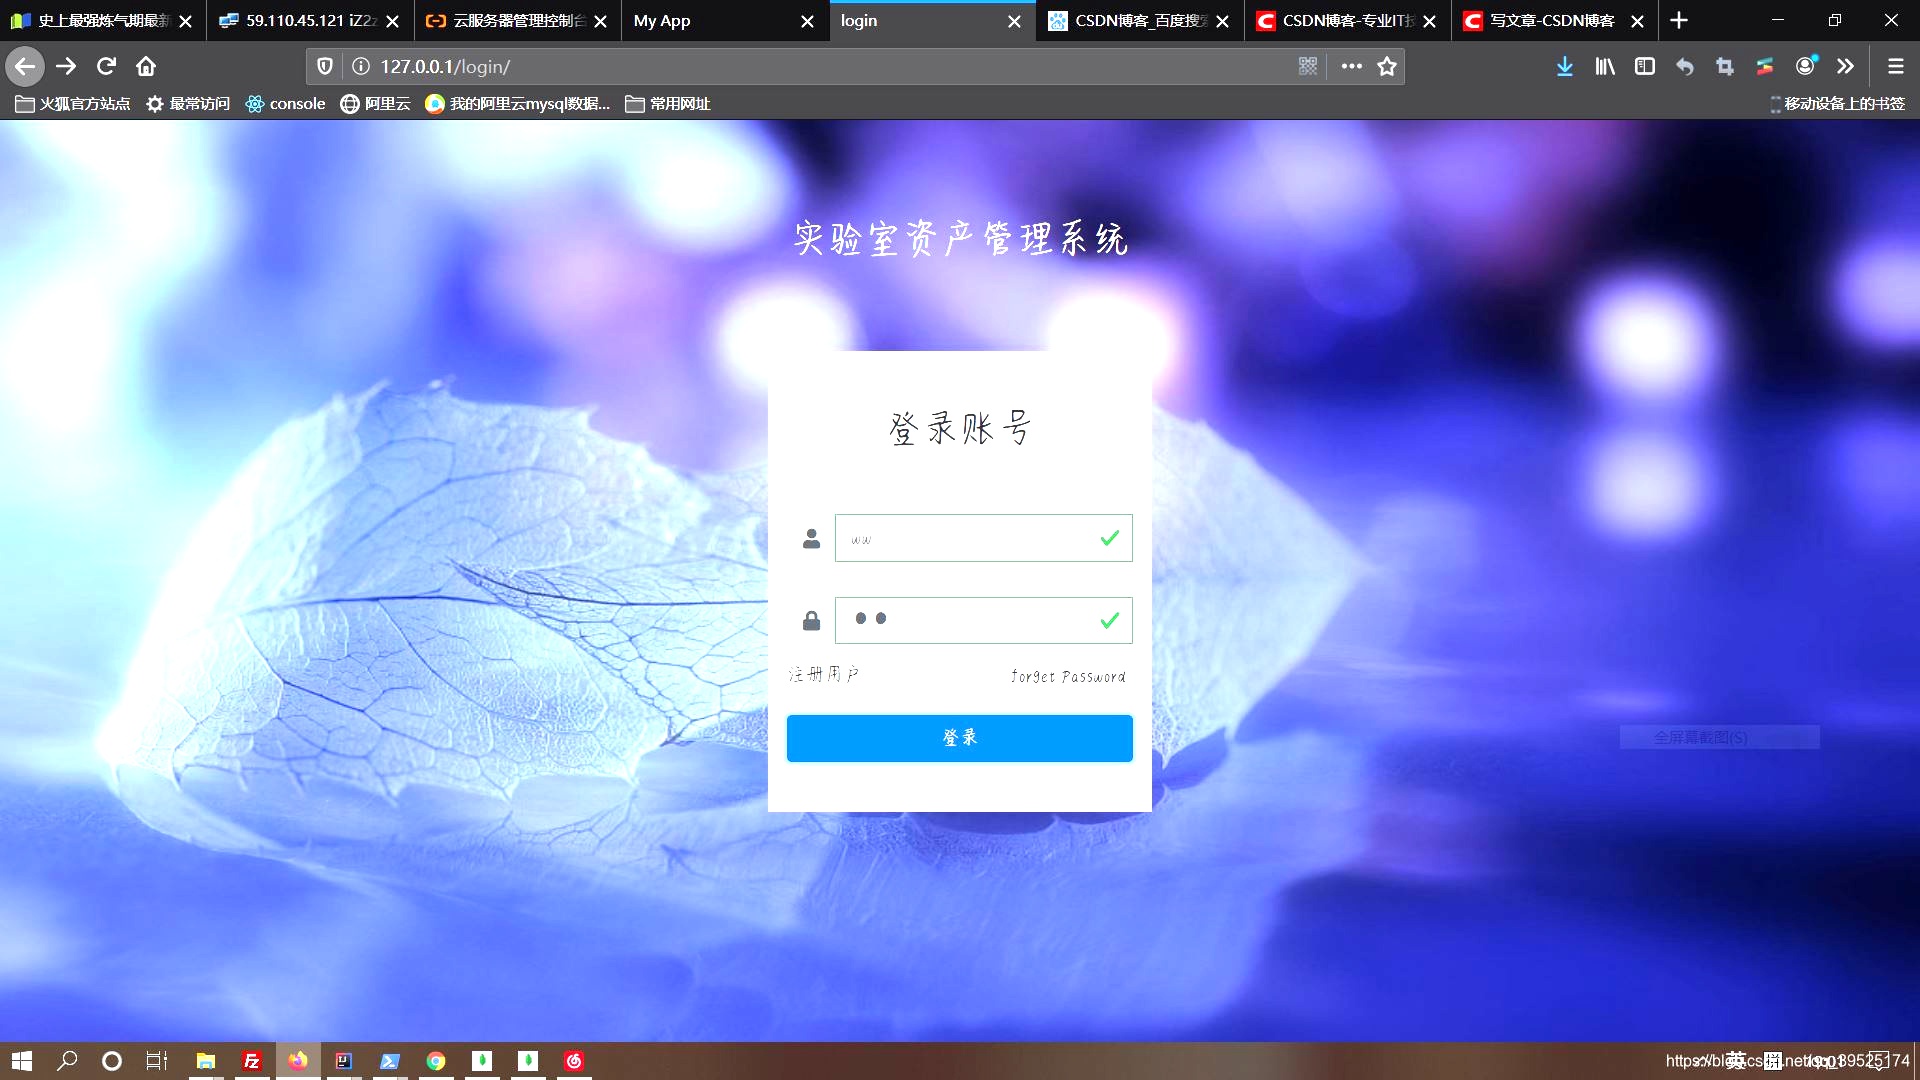 史上最强炼气期最新
59.110.45.121 iZ2z
云服务器管理控制台
My App
login
CSDN博客_百度搜索
CSDN博客-专业IT技
写文章-CSDN博客
127.0.0.1/login/
火狐官方站点
最常访问
console
阿里云
我的阿里云mysql数据...
常用网址
移动设备上的书签
实验室资产管理系统
登录账号
ww
注册用户
forget Password
登录
全屏幕截图(S)
英
拼
19:01